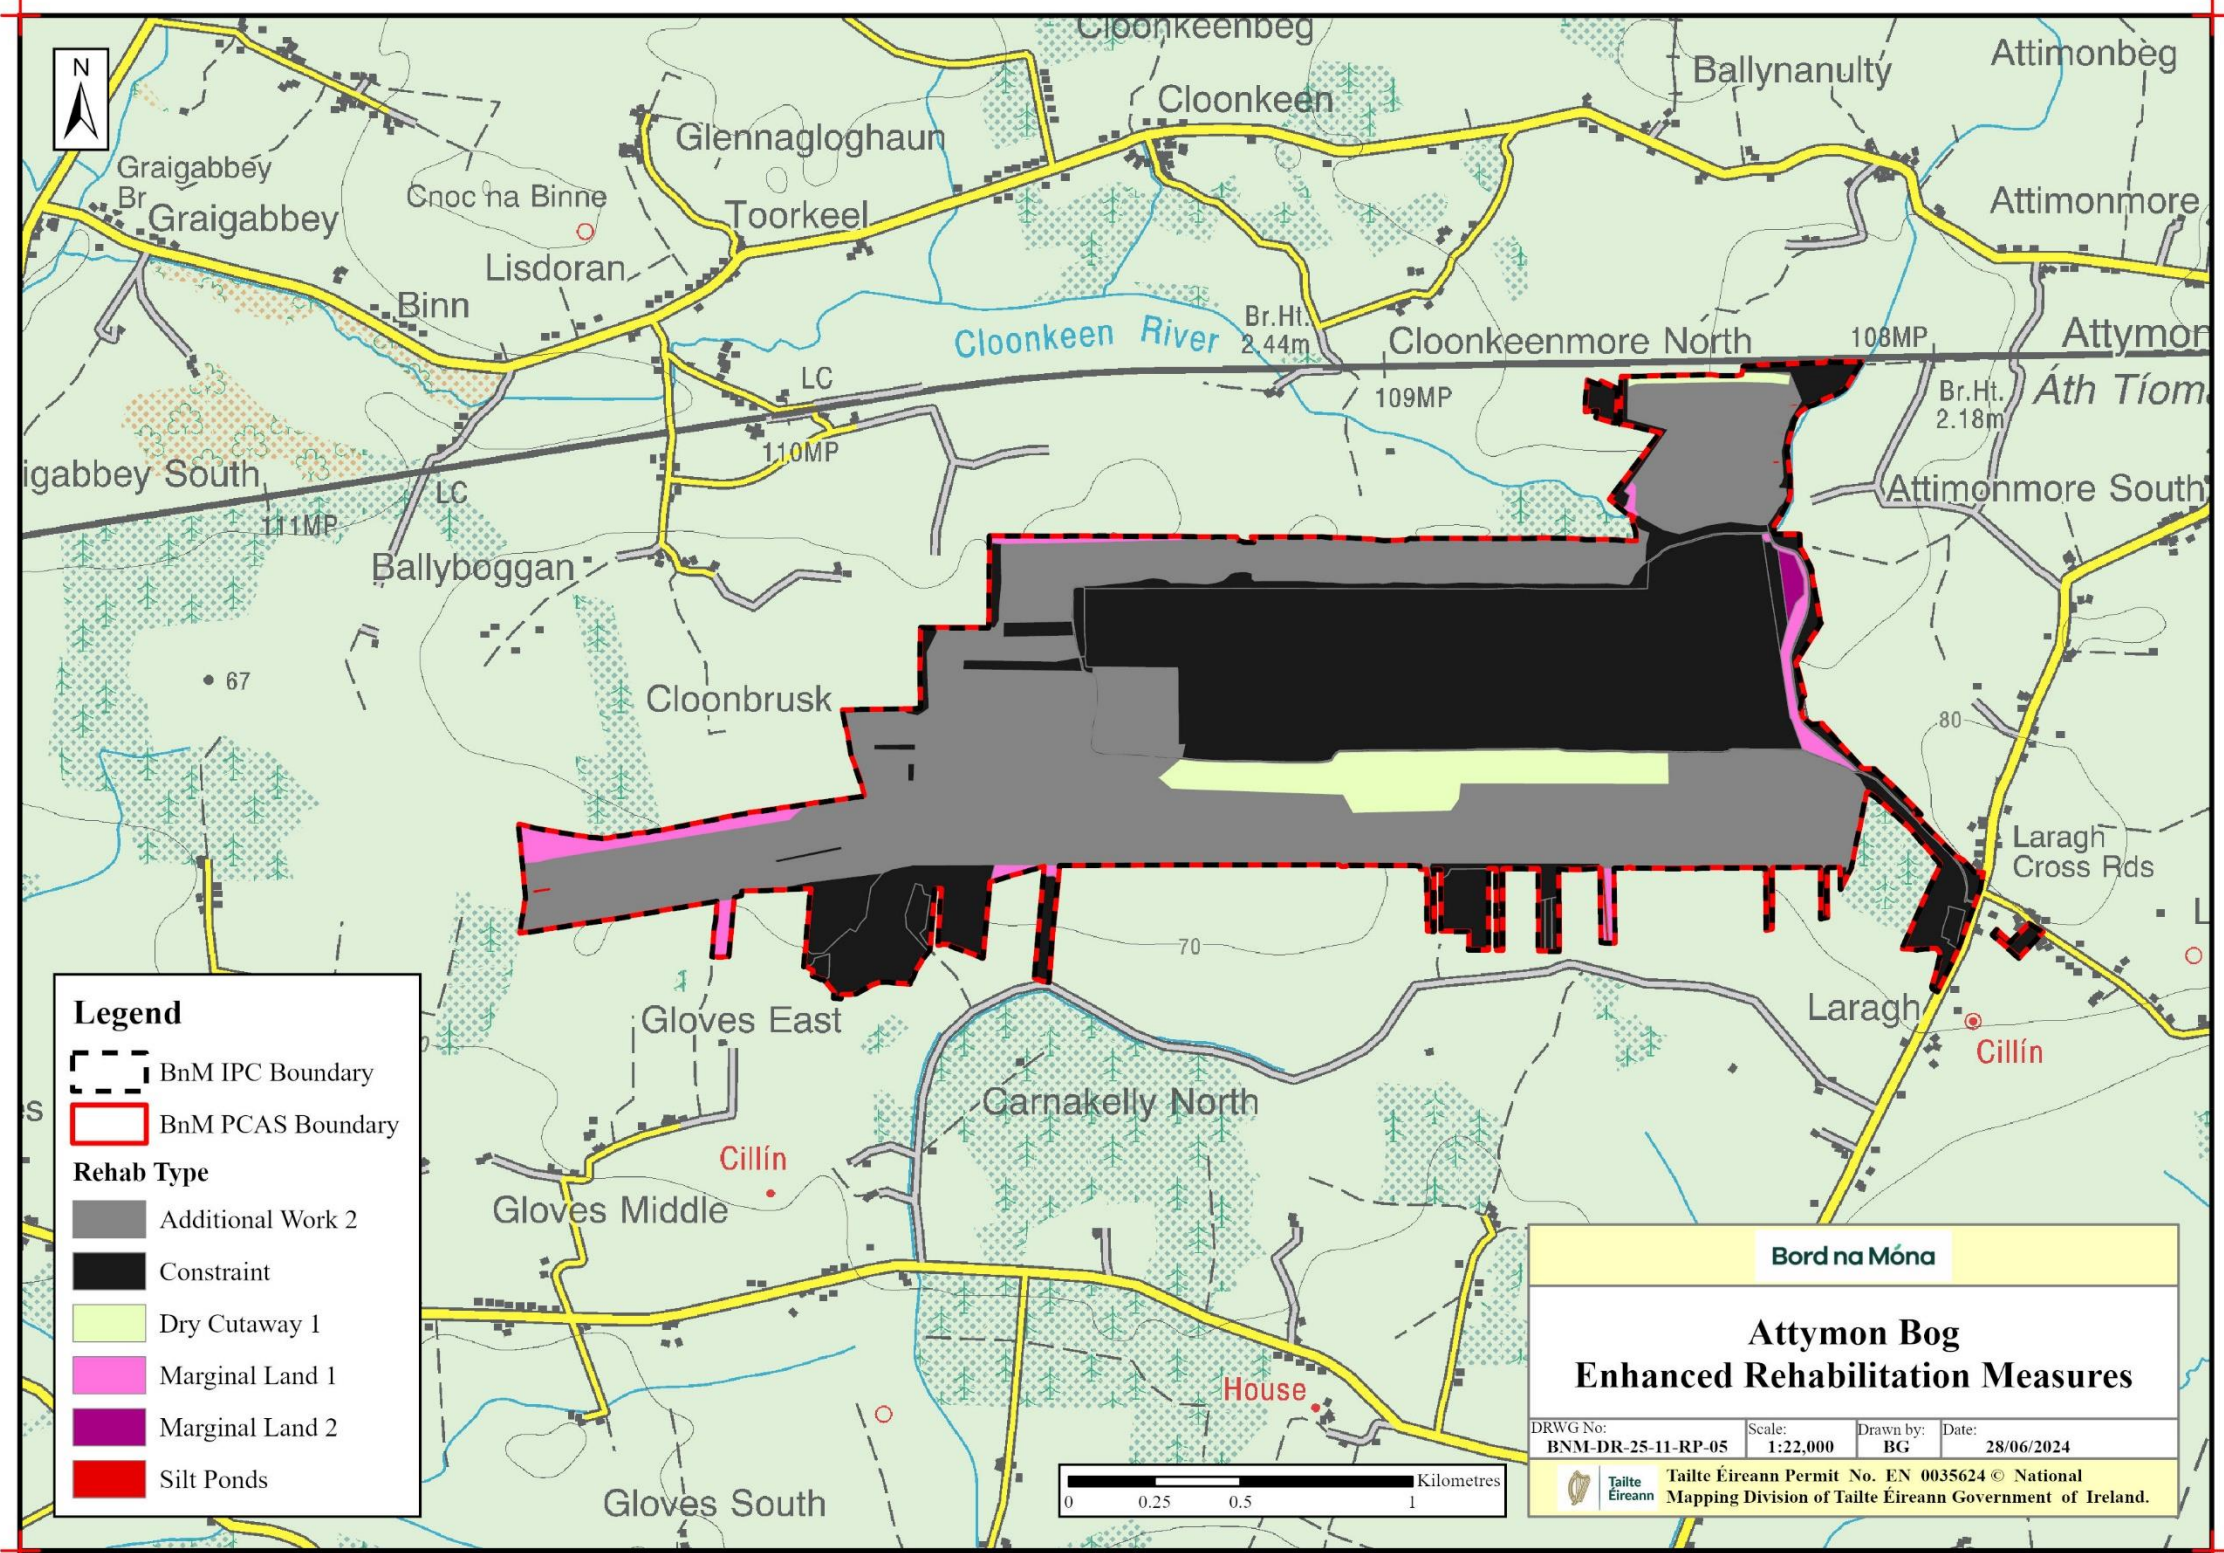 Cloonkeenbeg
Attimonbeg
N
Ballynanulty
Cloonkeen
Glennagloghaun
Graigabbey
Br
Cnoc na Binne
Attimonmore
Graigabbey
Toorkeel
Lisdoran
Binn
Br.Ht.
2.44m
Cloonkeen River
Cloonkeenmore North
108MP
Attymon
LC
109MP
Br.Ht.
2.18m
Áth Tíom
110MP
igabbey South
LC
Attimonmore South
111MP
Ballyboggan
67
Cloonbrusk
80
Laragh
Cross Rds
L
70
Laragh
Gloves East
Cillín
Carnakelly North
Cillín
Gloves Middle
House
Gloves South
s
Legend
BnM IPC Boundary
BnM PCAS Boundary
Rehab Type
Additional Work 2
Constraint
Dry Cutaway 1
Marginal Land 1
Marginal Land 2
Silt Ponds
Kilometres
0 0.25 0.5 1
Bord na Móna
Attymon Bog
Enhanced Rehabilitation Measures
DRWG No: Scale: Drawn by: Date:
BNM-DR-25-11-RP-05 1:22,000 BG 28/06/2024
Tailte
Éireann
Tailte Éireann Permit No. EN 0035624 © National
Mapping Division of Tailte Éireann Government of Ireland.